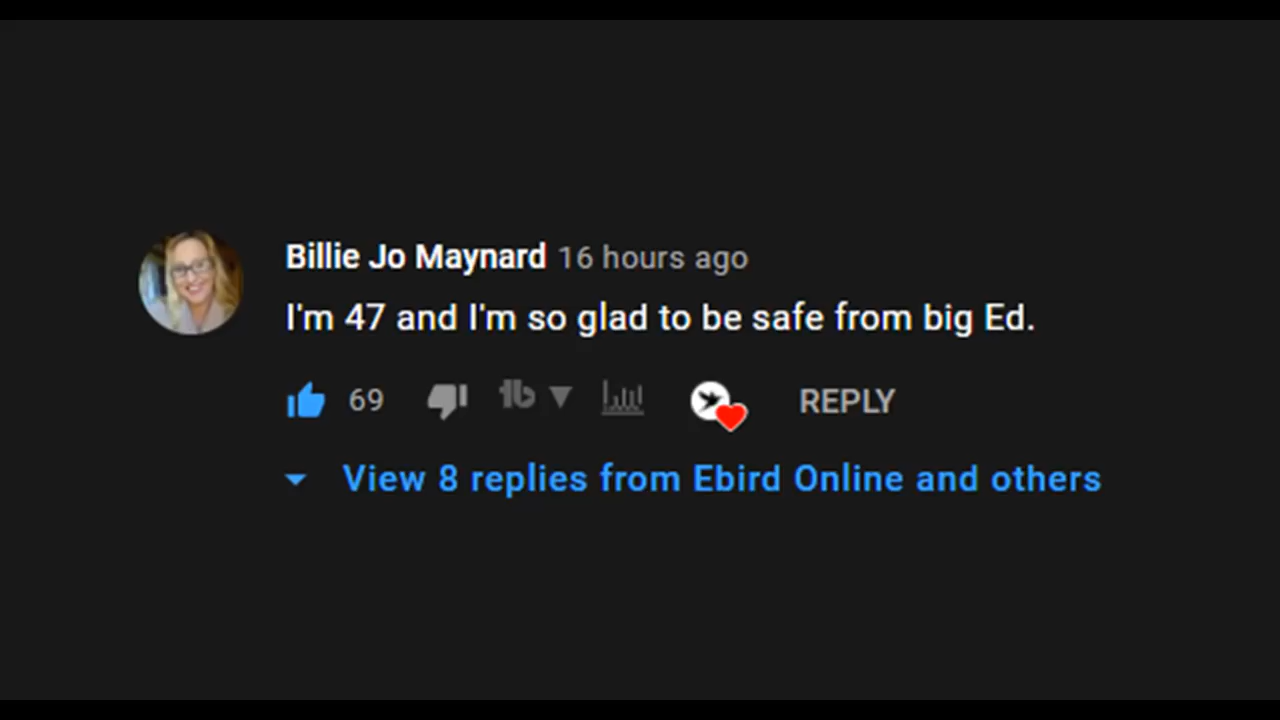 Billie Jo Maynard 16 hours ago
I'm 47 and I'm so glad to be safe from big Ed.
69 tb REPLY
View 8 replies from Ebird Online and others